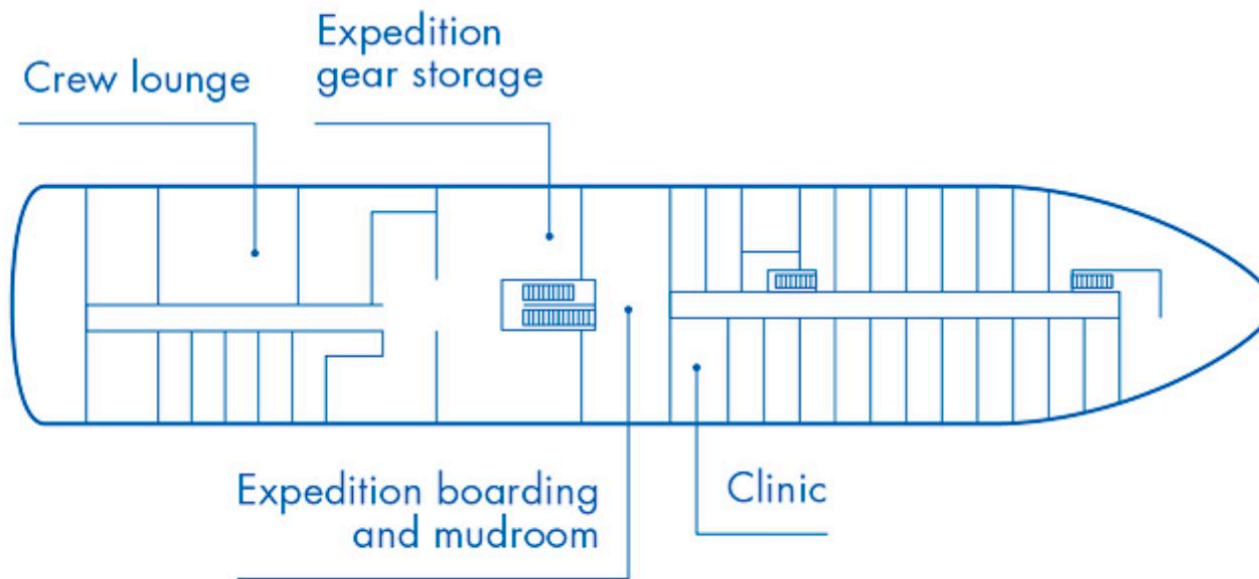 Crew lounge
Expedition
gear storage
Expedition boarding
and mudroom
Clinic